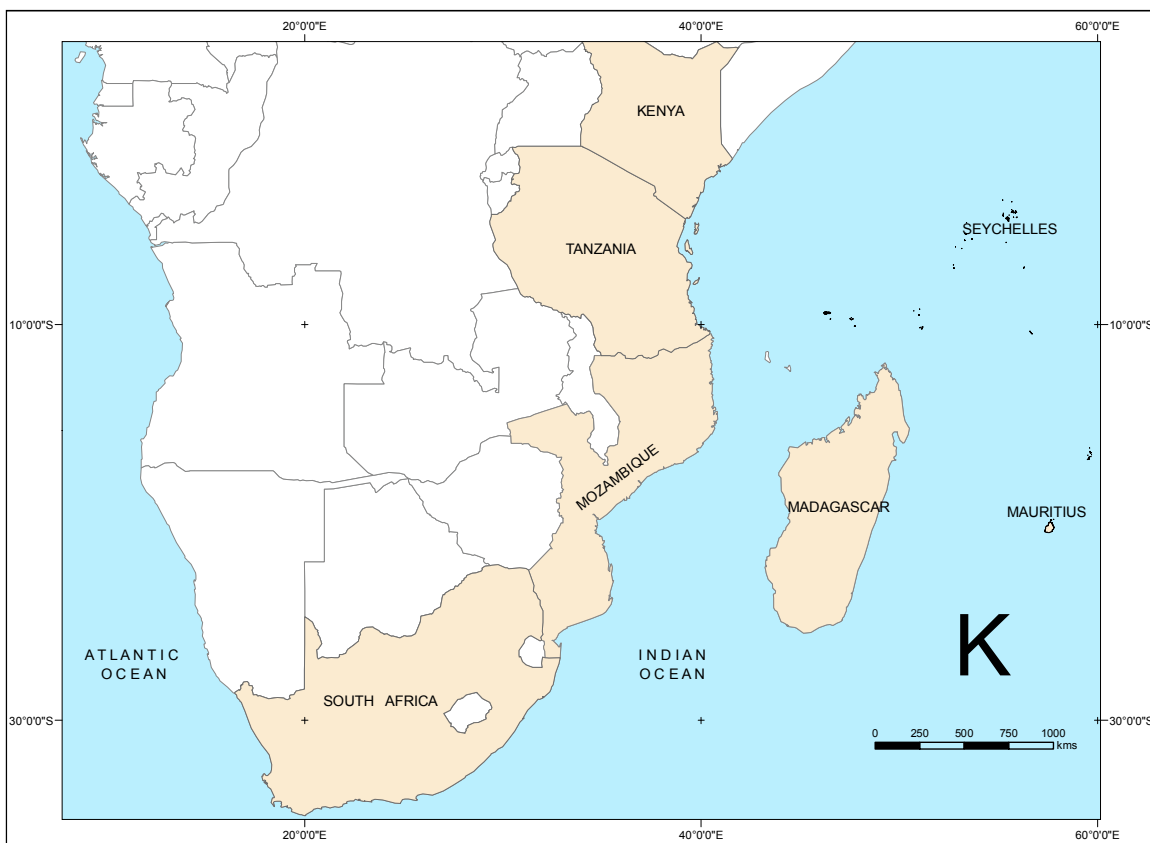 20°0'0"E 40°0'0"E 60°0'0"E
KENYA
SEYCHELLES
TANZANIA
10°0'0"S 10°0'0"S
MOZAMBIQUE
MADAGASCAR
MAURITIUS
K
ATLANTIC
OCEAN
INDIAN
OCEAN
SOUTH AFRICA
30°0'0"S 30°0'0"S
0 250 500 750 1000
kms
20°0'0"E 40°0'0"E 60°0'0"E